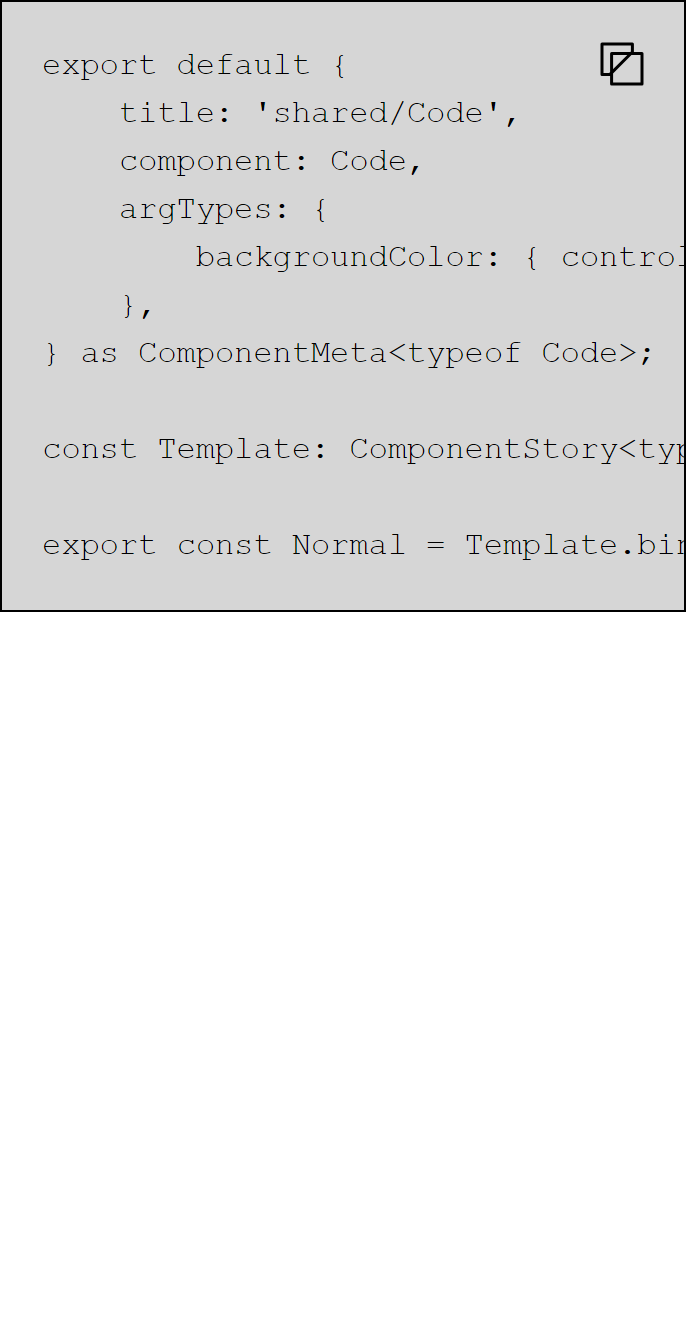 export default {
    title: 'shared/Code',
    component: Code,
    argTypes: {
        backgroundColor: { control
    },
} as ComponentMeta<typeof Code>;
const Template: ComponentStory<typ
export const Normal = Template.bin